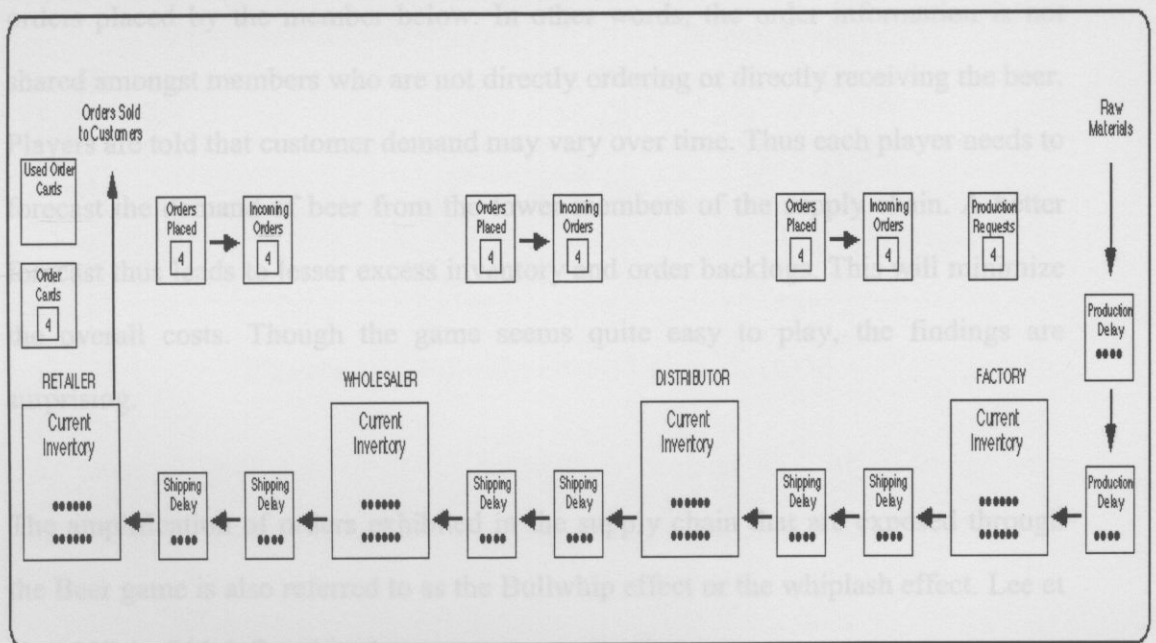 orders placed by the member below. In other words, the order information is not
shared amongst members who are not directly ordering or directly receiving the beer.
Players are told that customer demand may vary over time. Thus each player needs to
forecast the demand of beer from the lower members of the supply chain. A better
forecast thus leads to lesser excess inventory and order backlogs. This will minimize
the overall costs. Though the game seems quite easy to play, the findings are
surprising.
The amplification of orders exhibited in the supply chain that are exposed through
the Beer game is also referred to as the Bullwhip effect or the whiplash effect. Lee et
Orders Sold
to Customers
Raw
Materials
Used Order
Cards
Orders
Placed
4
Incoming
Orders
4
Orders
Placed
4
Incoming
Orders
4
Orders
Placed
4
Incoming
Orders
4
Production
Requests
4
Order
Cards
4
Production
Delay
RETAILER
WHOLESALER
DISTRIBUTOR
FACTORY
Current
Inventory
Shipping
Delay
Shipping
Delay
Current
Inventory
Shipping
Delay
Shipping
Delay
Current
Inventory
Shipping
Delay
Shipping
Delay
Current
Inventory
Production
Delay